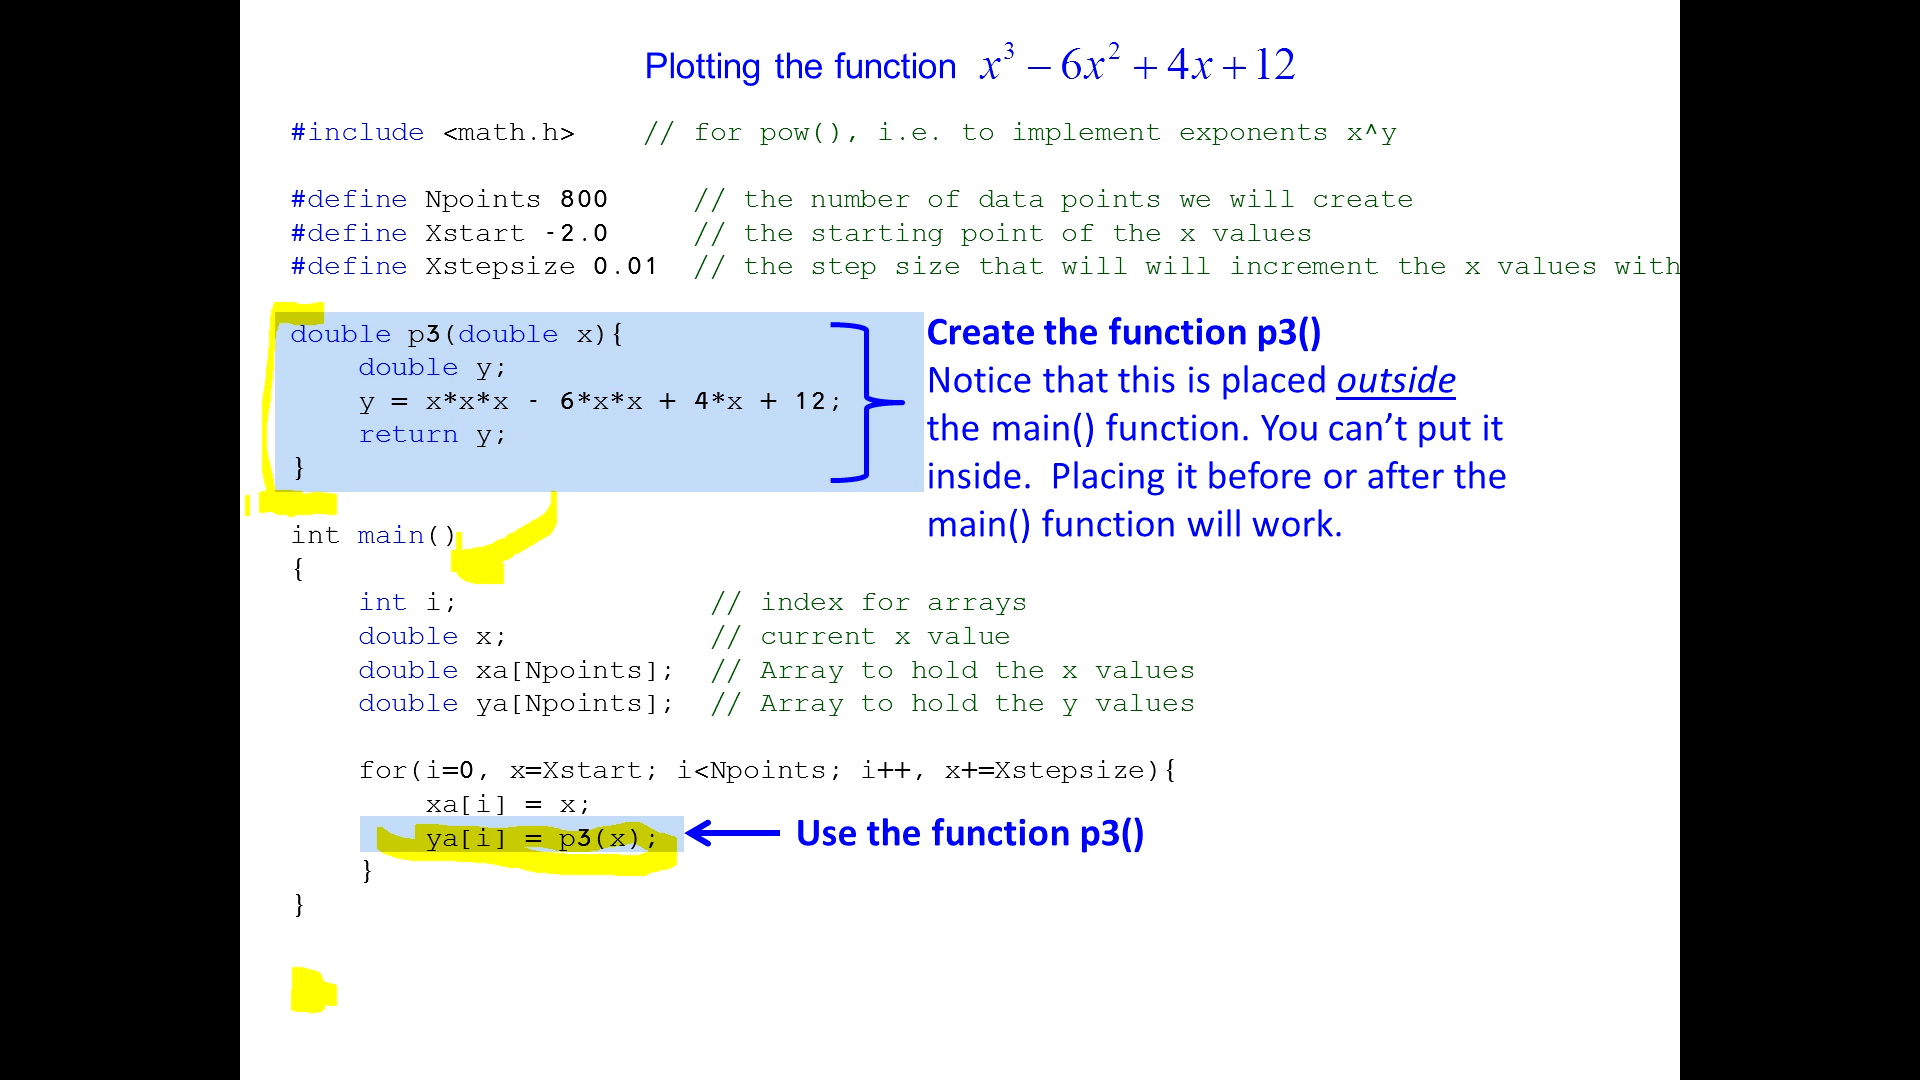 Plotting the function x³ − 6x² + 4x + 12
#include <math.h>    // for pow(), i.e. to implement exponents x^y
#define Npoints 800     // the number of data points we will create
#define Xstart -2.0     // the starting point of the x values
#define Xstepsize 0.01  // the step size that will will increment the x values with
double p3(double x){
    double y;
    y = x*x*x - 6*x*x + 4*x + 12;
    return y;
}
Create the function p3()
Notice that this is placed outside
the main() function. You can’t put it
inside.  Placing it before or after the
main() function will work.
int main()
{
    int i;               // index for arrays
    double x;            // current x value
    double xa[Npoints];  // Array to hold the x values
    double ya[Npoints];  // Array to hold the y values
    for(i=0, x=Xstart; i<Npoints; i++, x+=Xstepsize){
        xa[i] = x;
        ya[i] = p3(x);
Use the function p3()
    }
}